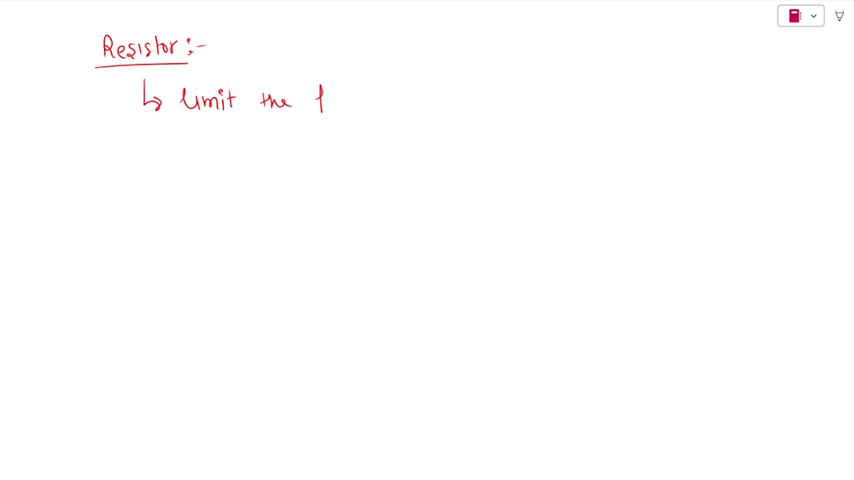 Resistor:-
↳ limit the